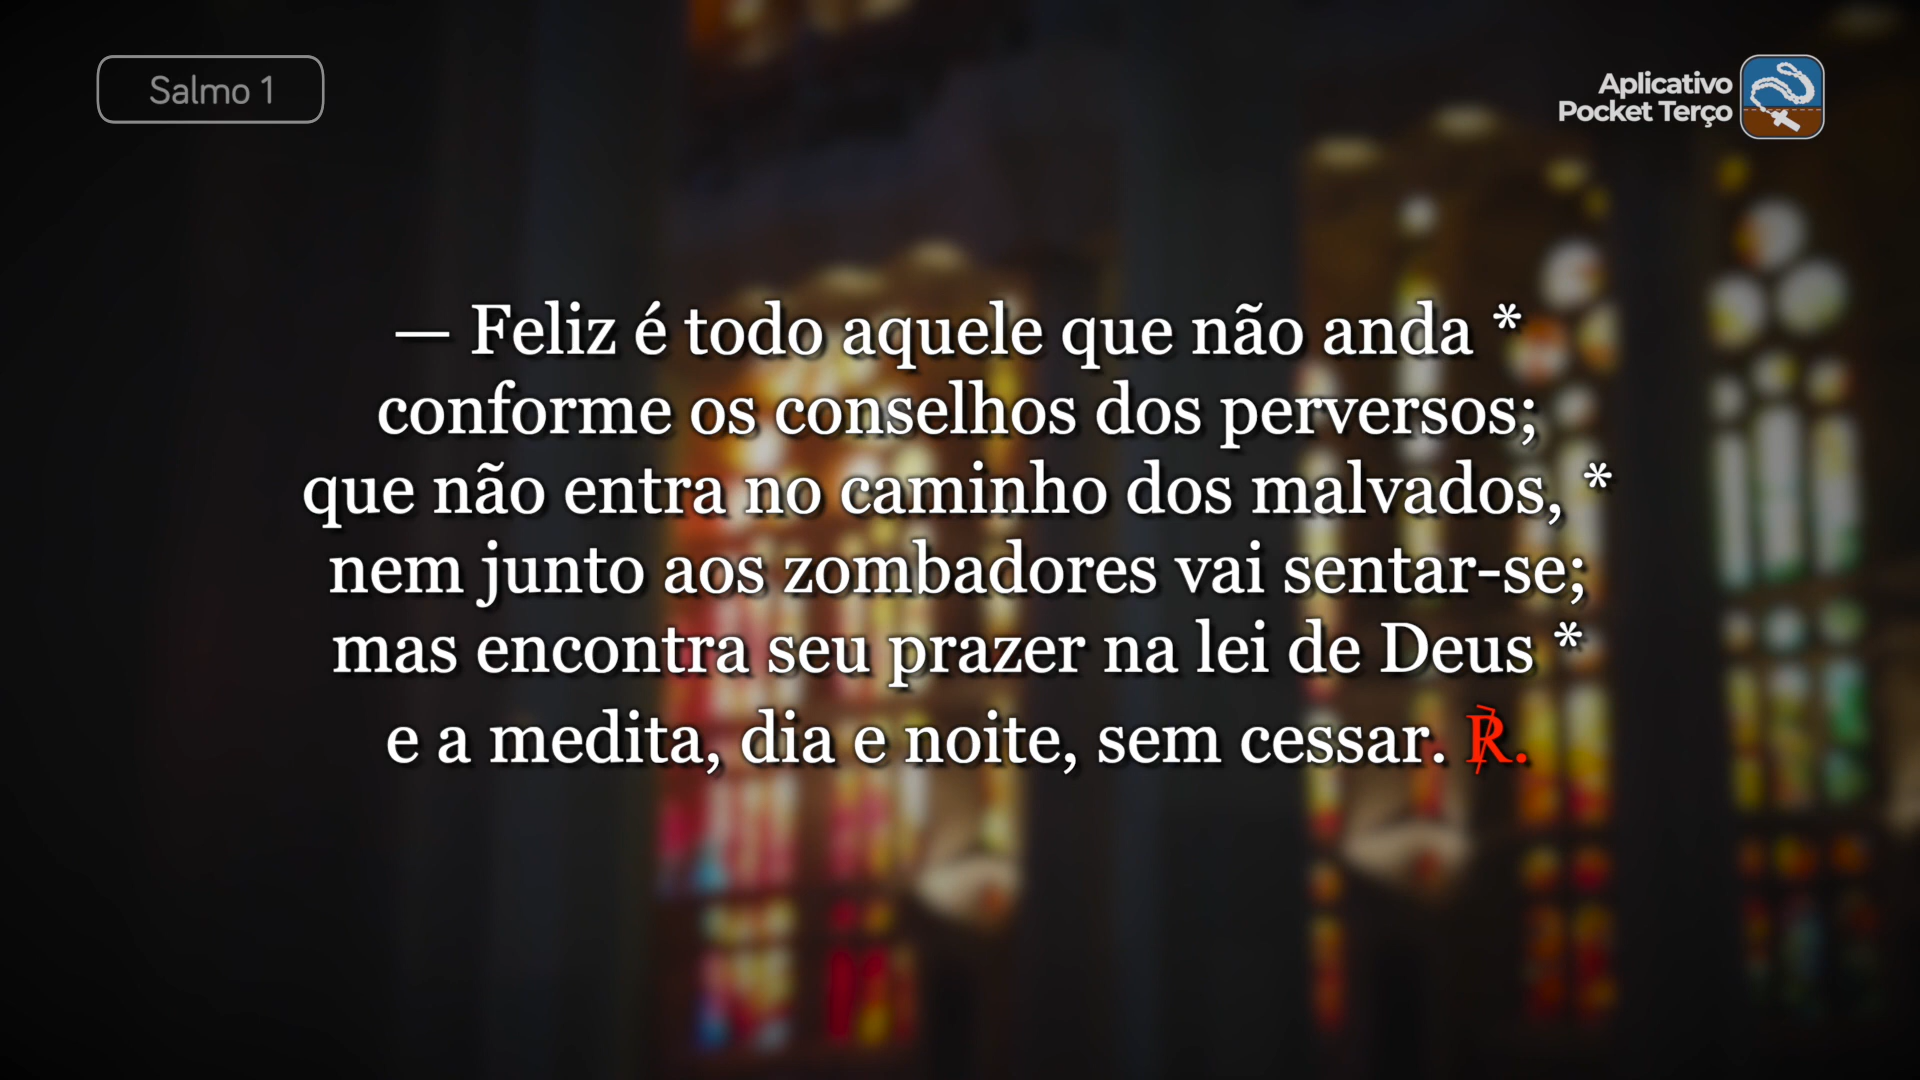 Salmo 1
Aplicativo
Pocket Terço
— Feliz é todo aquele que não anda *
conforme os conselhos dos perversos;
que não entra no caminho dos malvados, *
nem junto aos zombadores vai sentar-se;
mas encontra seu prazer na lei de Deus *
e a medita, dia e noite, sem cessar. ℟.